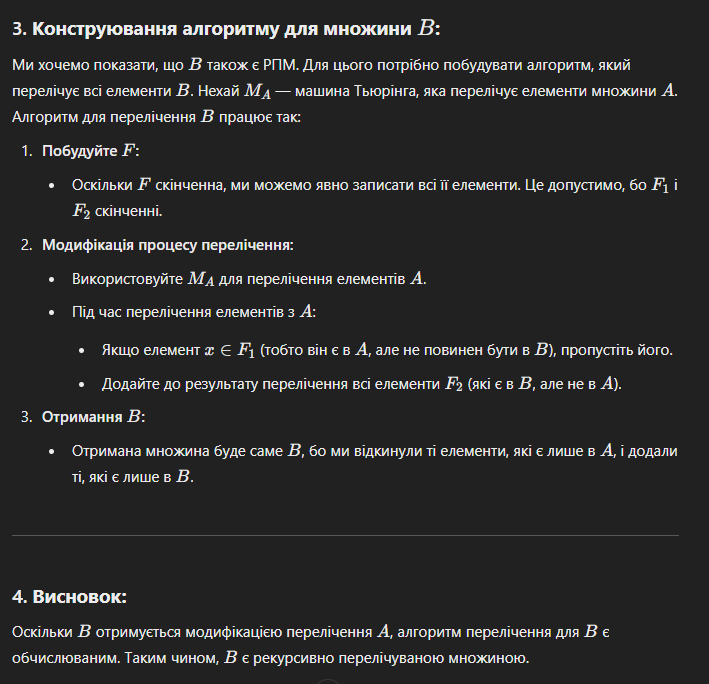 3. Конструювання алгоритму для множини B:
Ми хочемо показати, що B також є РПМ. Для цього потрібно побудувати алгоритм, який
перелічує всі елементи B. Нехай M_A — машина Тьюрінга, яка перелічує елементи множини A.
Алгоритм для перелічення B працює так:
1. Побудуйте F:
• Оскільки F скінченна, ми можемо явно записати всі її елементи. Це допустимо, бо F₁ і
F₂ скінченні.
2. Модифікація процесу перелічення:
• Використовуйте M_A для перелічення елементів A.
• Під час перелічення елементів з A:
• Якщо елемент x ∈ F₁ (тобто він є в A, але не повинен бути в B), пропустіть його.
• Додайте до результату перелічення всі елементи F₂ (які є в B, але не в A).
3. Отримання B:
• Отримана множина буде саме B, бо ми відкинули ті елементи, які є лише в A, і додали
ті, які є лише в B.
4. Висновок:
Оскільки B отримується модифікацією перелічення A, алгоритм перелічення для B є
обчислюваним. Таким чином, B є рекурсивно перелічуваною множиною.